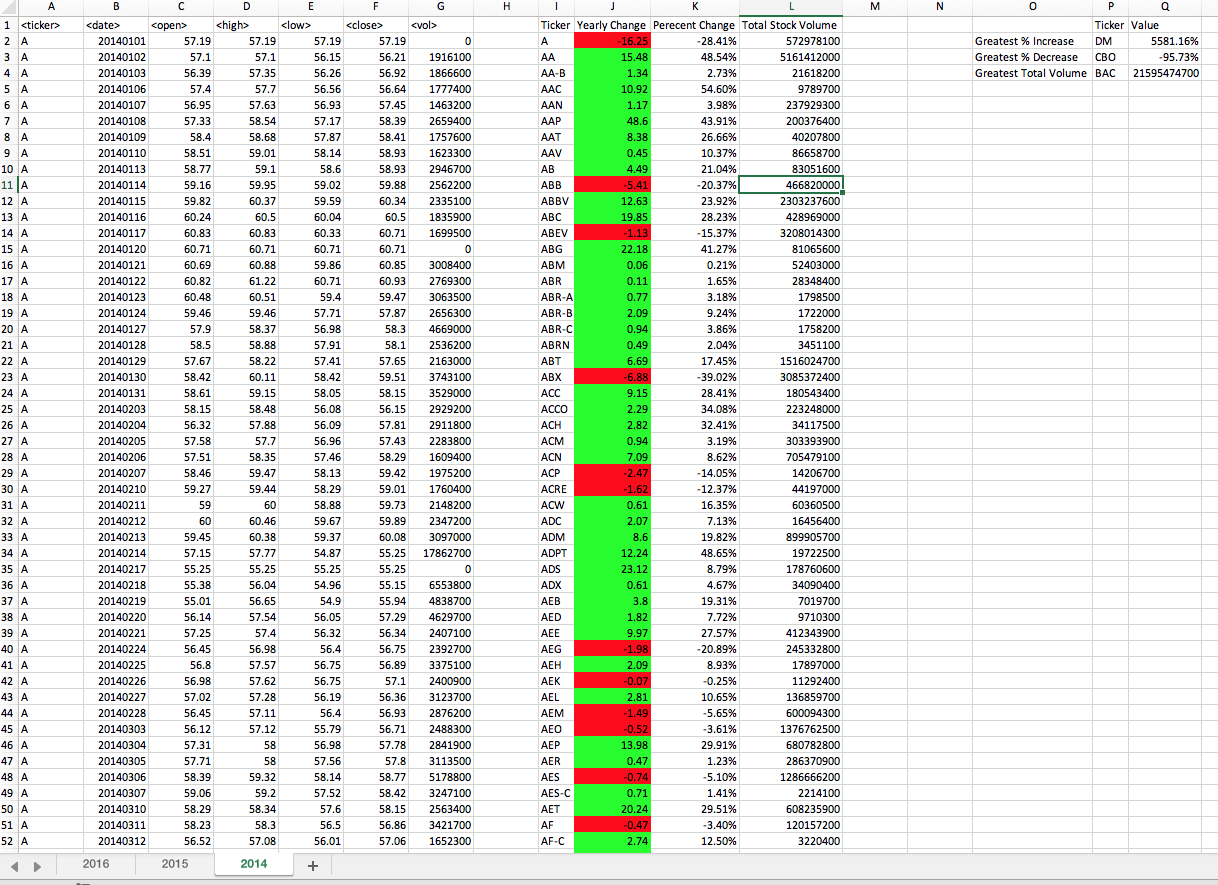 A B C D E F G H I J K L M N O P Q
1 <ticker> <date> <open> <high> <low> <close> <vol> Ticker Yearly Change Perecent Change Total Stock Volume Ticker Value
2 A 20140101 57.19 57.19 57.19 57.19 0 A -16.25 -28.41% 572978100 Greatest % Increase DM 5581.16%
3 A 20140102 57.1 57.1 56.15 56.21 1916100 AA 15.48 48.54% 5161412000 Greatest % Decrease CBO -95.73%
4 A 20140103 56.39 57.35 56.26 56.92 1866600 AA-B 1.34 2.73% 21618200 Greatest Total Volume BAC 21595474700
5 A 20140106 57.4 57.7 56.56 56.64 1777400 AAC 10.92 54.60% 9789700
6 A 20140107 56.95 57.63 56.93 57.45 1463200 AAN 1.17 3.98% 237929300
7 A 20140108 57.33 58.54 57.17 58.39 2659400 AAP 48.6 43.91% 200376400
8 A 20140109 58.4 58.68 57.87 58.41 1757600 AAT 8.38 26.66% 40207800
9 A 20140110 58.51 59.01 58.14 58.93 1623300 AAV 0.45 10.37% 86658700
10 A 20140113 58.77 59.1 58.6 58.93 2946700 AB 4.49 21.04% 83051600
11 A 20140114 59.16 59.95 59.02 59.88 2562200 ABB -5.41 -20.37% 466820000
12 A 20140115 59.82 60.37 59.59 60.34 2335100 ABBV 12.63 23.92% 2303237600
13 A 20140116 60.24 60.5 60.04 60.5 1835900 ABC 19.85 28.23% 428969000
14 A 20140117 60.83 60.83 60.33 60.71 1699500 ABEV -1.13 -15.37% 3208014300
15 A 20140120 60.71 60.71 60.71 60.71 0 ABG 22.18 41.27% 81065600
16 A 20140121 60.69 60.88 59.86 60.85 3008400 ABM 0.06 0.21% 52403000
17 A 20140122 60.82 61.22 60.71 60.93 2769300 ABR 0.11 1.65% 28348400
18 A 20140123 60.48 60.51 59.4 59.47 3063500 ABR-A 0.77 3.18% 1798500
19 A 20140124 59.46 59.46 57.71 57.87 2656300 ABR-B 2.09 9.24% 1722000
20 A 20140127 57.9 58.37 56.98 58.3 4669000 ABR-C 0.94 3.86% 1758200
21 A 20140128 58.5 58.88 57.91 58.1 2536200 ABRN 0.49 2.04% 3451100
22 A 20140129 57.67 58.22 57.41 57.65 2163000 ABT 6.69 17.45% 1516024700
23 A 20140130 58.42 60.11 58.42 59.51 3743100 ABX -6.88 -39.02% 3085372400
24 A 20140131 58.61 59.15 58.05 58.15 3529000 ACC 9.15 28.41% 180543400
25 A 20140203 58.15 58.48 56.08 56.15 2929200 ACCO 2.29 34.08% 223248000
26 A 20140204 56.32 57.88 56.09 57.81 2911800 ACH 2.82 32.41% 34117500
27 A 20140205 57.58 57.7 56.96 57.43 2283800 ACM 0.94 3.19% 303393900
28 A 20140206 57.51 58.35 57.46 58.29 1609400 ACN 7.09 8.62% 705479100
29 A 20140207 58.46 59.47 58.13 59.42 1975200 ACP -2.47 -14.05% 14206700
30 A 20140210 59.27 59.44 58.29 59.01 1760400 ACRE -1.62 -12.37% 44197000
31 A 20140211 59 60 58.88 59.73 2148200 ACW 0.61 16.35% 60360500
32 A 20140212 60 60.46 59.67 59.89 2347200 ADC 2.07 7.13% 16456400
33 A 20140213 59.45 60.38 59.37 60.08 3097000 ADM 8.6 19.82% 899905700
34 A 20140214 57.15 57.77 54.87 55.25 17862700 ADPT 12.24 48.65% 19722500
35 A 20140217 55.25 55.25 55.25 55.25 0 ADS 23.12 8.79% 178760600
36 A 20140218 55.38 56.04 54.96 55.15 6553800 ADX 0.61 4.67% 34090400
37 A 20140219 55.01 56.65 54.9 55.94 4838700 AEB 3.8 19.31% 7019700
38 A 20140220 56.14 57.54 56.05 57.29 4629700 AED 1.82 7.72% 9710300
39 A 20140221 57.25 57.4 56.32 56.34 2407100 AEE 9.97 27.57% 412343900
40 A 20140224 56.45 56.98 56.4 56.75 2392700 AEG -1.98 -20.89% 245332800
41 A 20140225 56.8 57.57 56.75 56.89 3375100 AEH 2.09 8.93% 17897000
42 A 20140226 56.98 57.62 56.75 57.1 2400900 AEK -0.07 -0.25% 11292400
43 A 20140227 57.02 57.28 56.19 56.36 3123700 AEL 2.81 10.65% 136859700
44 A 20140228 56.45 57.11 56.4 56.93 2876200 AEM -1.49 -5.65% 600094300
45 A 20140303 56.12 57.12 55.79 56.71 2488300 AEO -0.52 -3.61% 1376762500
46 A 20140304 57.31 58 56.98 57.78 2841900 AEP 13.98 29.91% 680782800
47 A 20140305 57.71 58 57.56 57.8 3113500 AER 0.47 1.23% 286370900
48 A 20140306 58.39 59.32 58.14 58.77 5178800 AES -0.74 -5.10% 1286666200
49 A 20140307 59.06 59.2 57.52 58.42 3247100 AES-C 0.71 1.41% 2214100
50 A 20140310 58.29 58.34 57.6 58.15 2563400 AET 20.24 29.51% 608235900
51 A 20140311 58.23 58.3 56.5 56.86 3421700 AF -0.47 -3.40% 120157200
52 A 20140312 56.52 57.08 56.01 57.06 1652300 AF-C 2.74 12.50% 3220400
2016 2015 2014 +